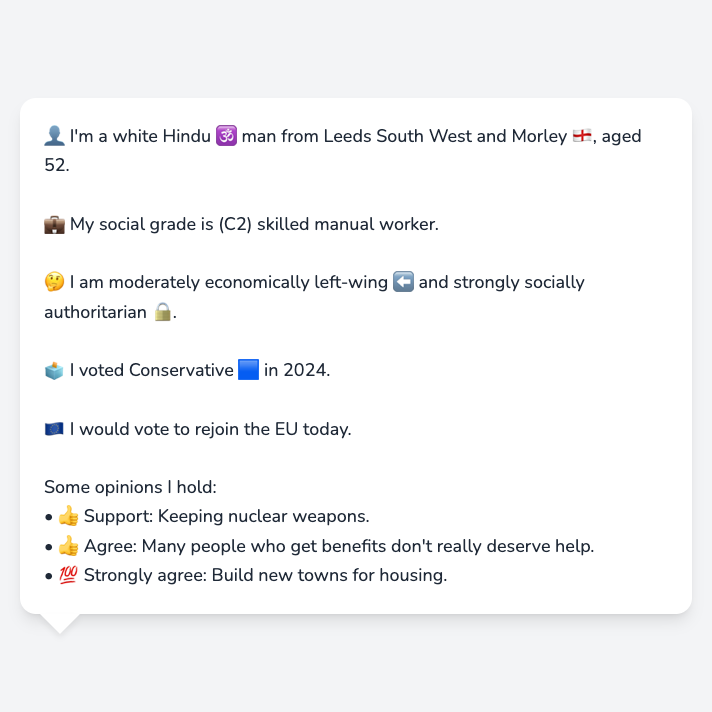 👤 I'm a white Hindu 🕉️ man from Leeds South West and Morley 🏴󠁧󠁢󠁥󠁮󠁧󠁿, aged
52.
💼 My social grade is (C2) skilled manual worker.
🤔 I am moderately economically left-wing ⬅️ and strongly socially
authoritarian 🔒.
🗳️ I voted Conservative 🟦 in 2024.
🇪🇺 I would vote to rejoin the EU today.
Some opinions I hold:
• 👍 Support: Keeping nuclear weapons.
• 👍 Agree: Many people who get benefits don't really deserve help.
• 💯 Strongly agree: Build new towns for housing.